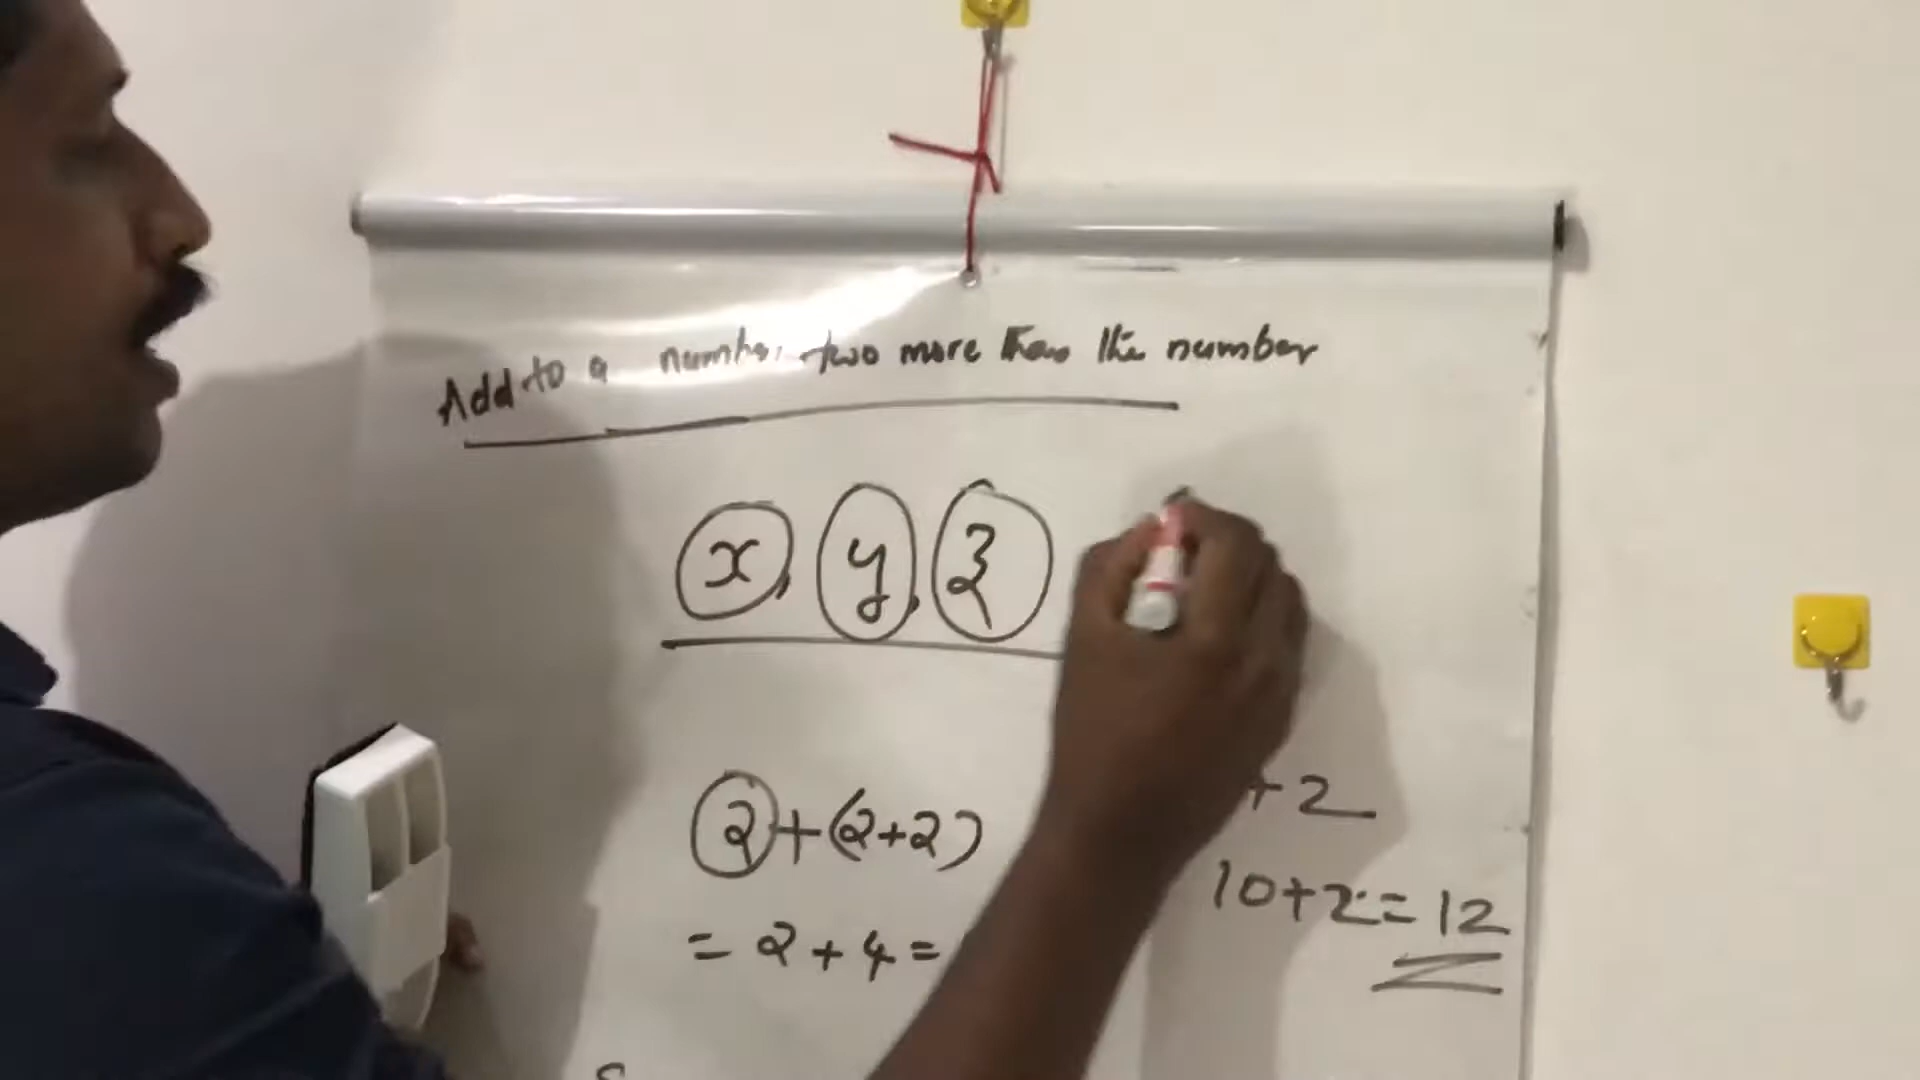 Add to a number two more than the number
x, y, z
2+(2+2)
+2
= 2+4=
10+2=12